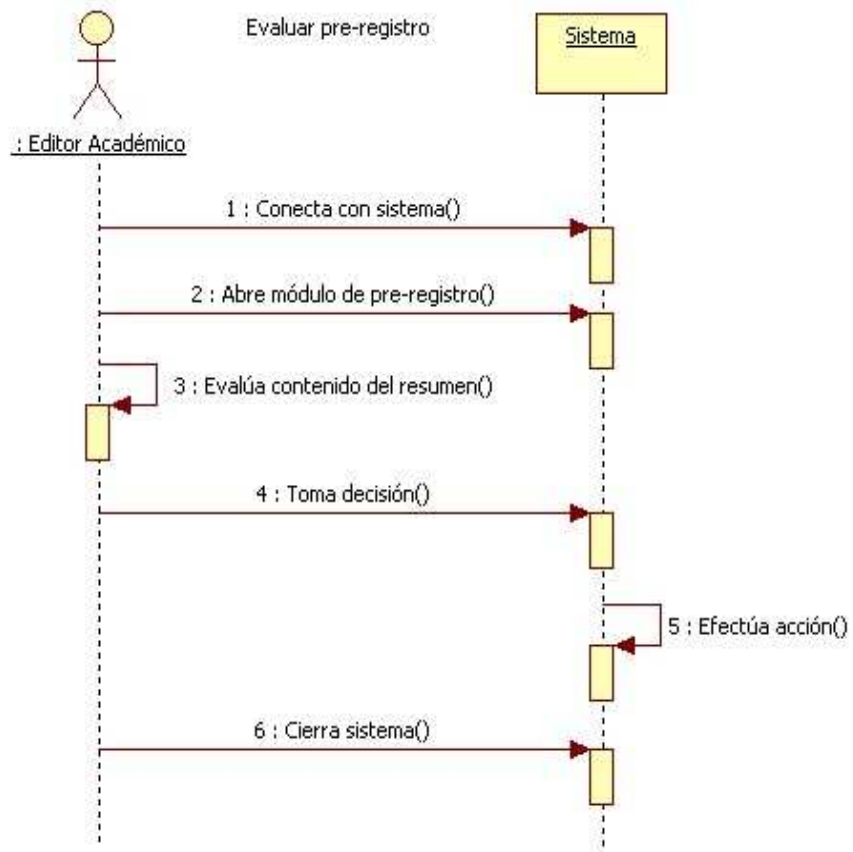 Evaluar pre-registro
Sistema
: Editor Académico
1 : Conecta con sistema()
2 : Abre módulo de pre-registro()
3 : Evalúa contenido del resumen()
4 : Toma decisión()
5 : Efectúa acción()
6 : Cierra sistema()